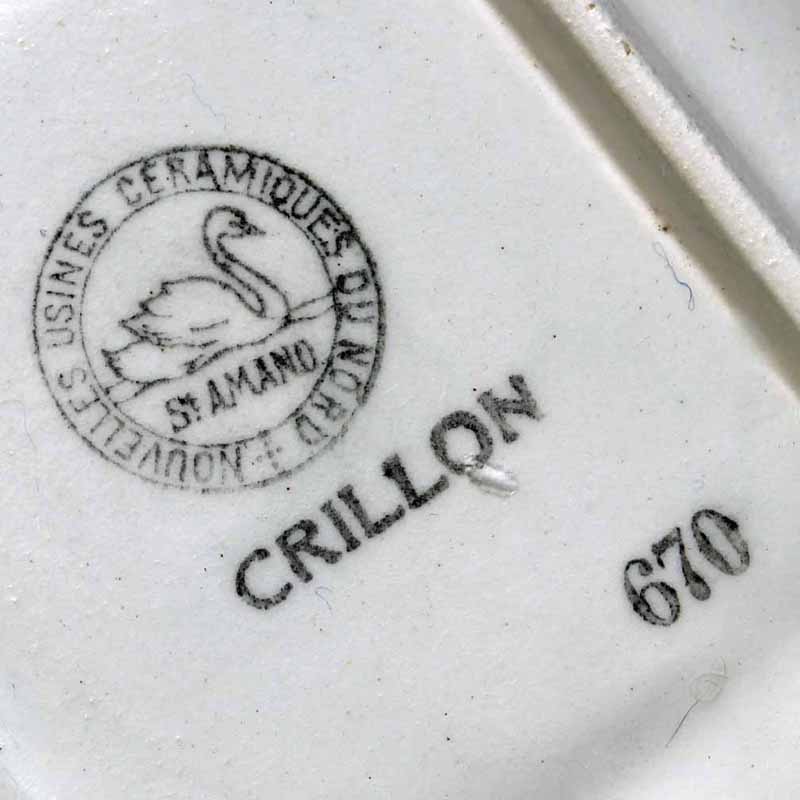 NOUVELLES USINES CÉRAMIQUES DU NORD
St AMAND
CRILLON
670